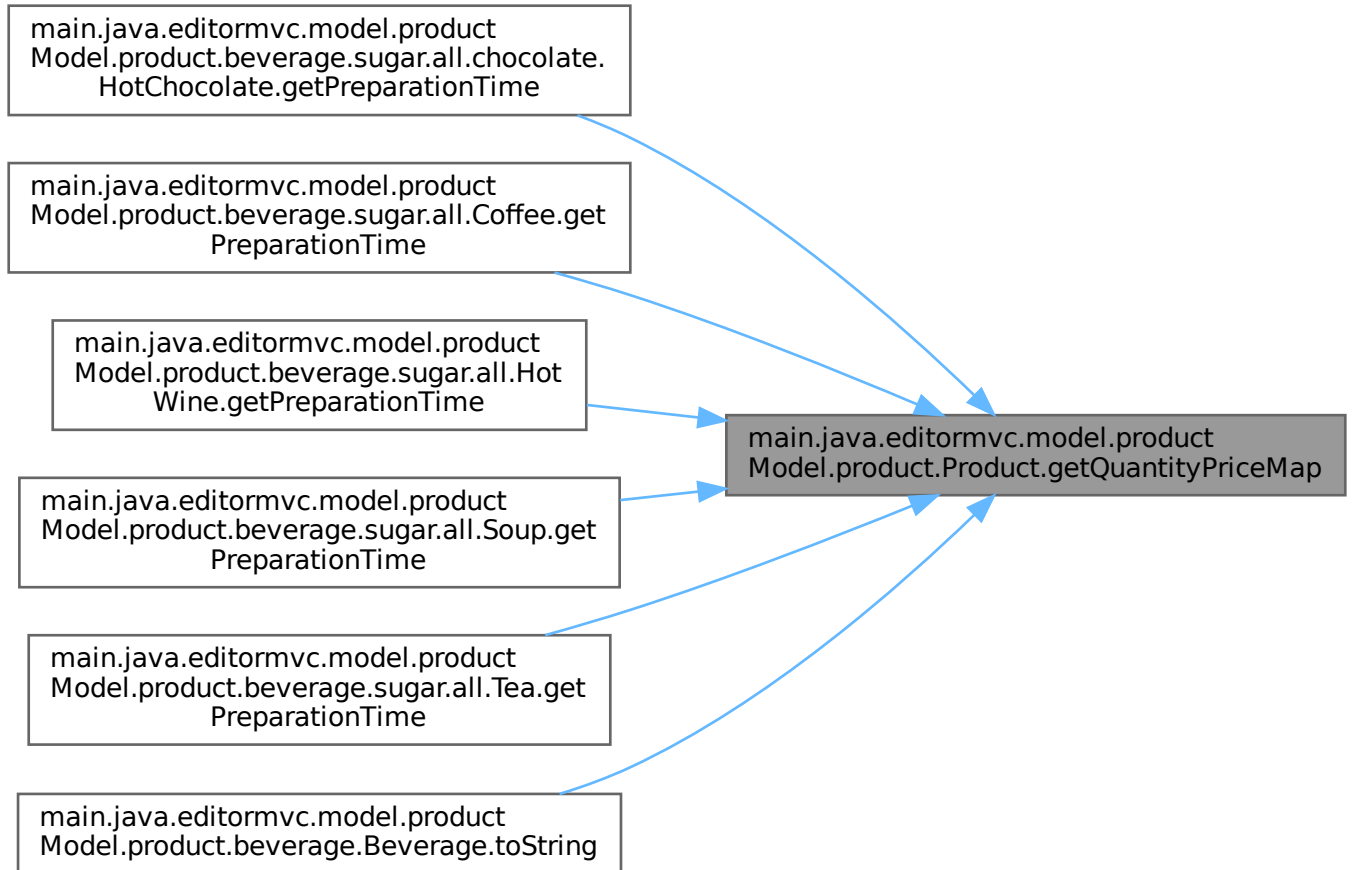 main.java.editormvc.model.product
Model.product.beverage.sugar.all.chocolate.
HotChocolate.getPreparationTime
main.java.editormvc.model.product
Model.product.beverage.sugar.all.Coffee.get
PreparationTime
main.java.editormvc.model.product
Model.product.beverage.sugar.all.Hot
Wine.getPreparationTime
main.java.editormvc.model.product
Model.product.Product.getQuantityPriceMap
main.java.editormvc.model.product
Model.product.beverage.sugar.all.Soup.get
PreparationTime
main.java.editormvc.model.product
Model.product.beverage.sugar.all.Tea.get
PreparationTime
main.java.editormvc.model.product
Model.product.beverage.Beverage.toString